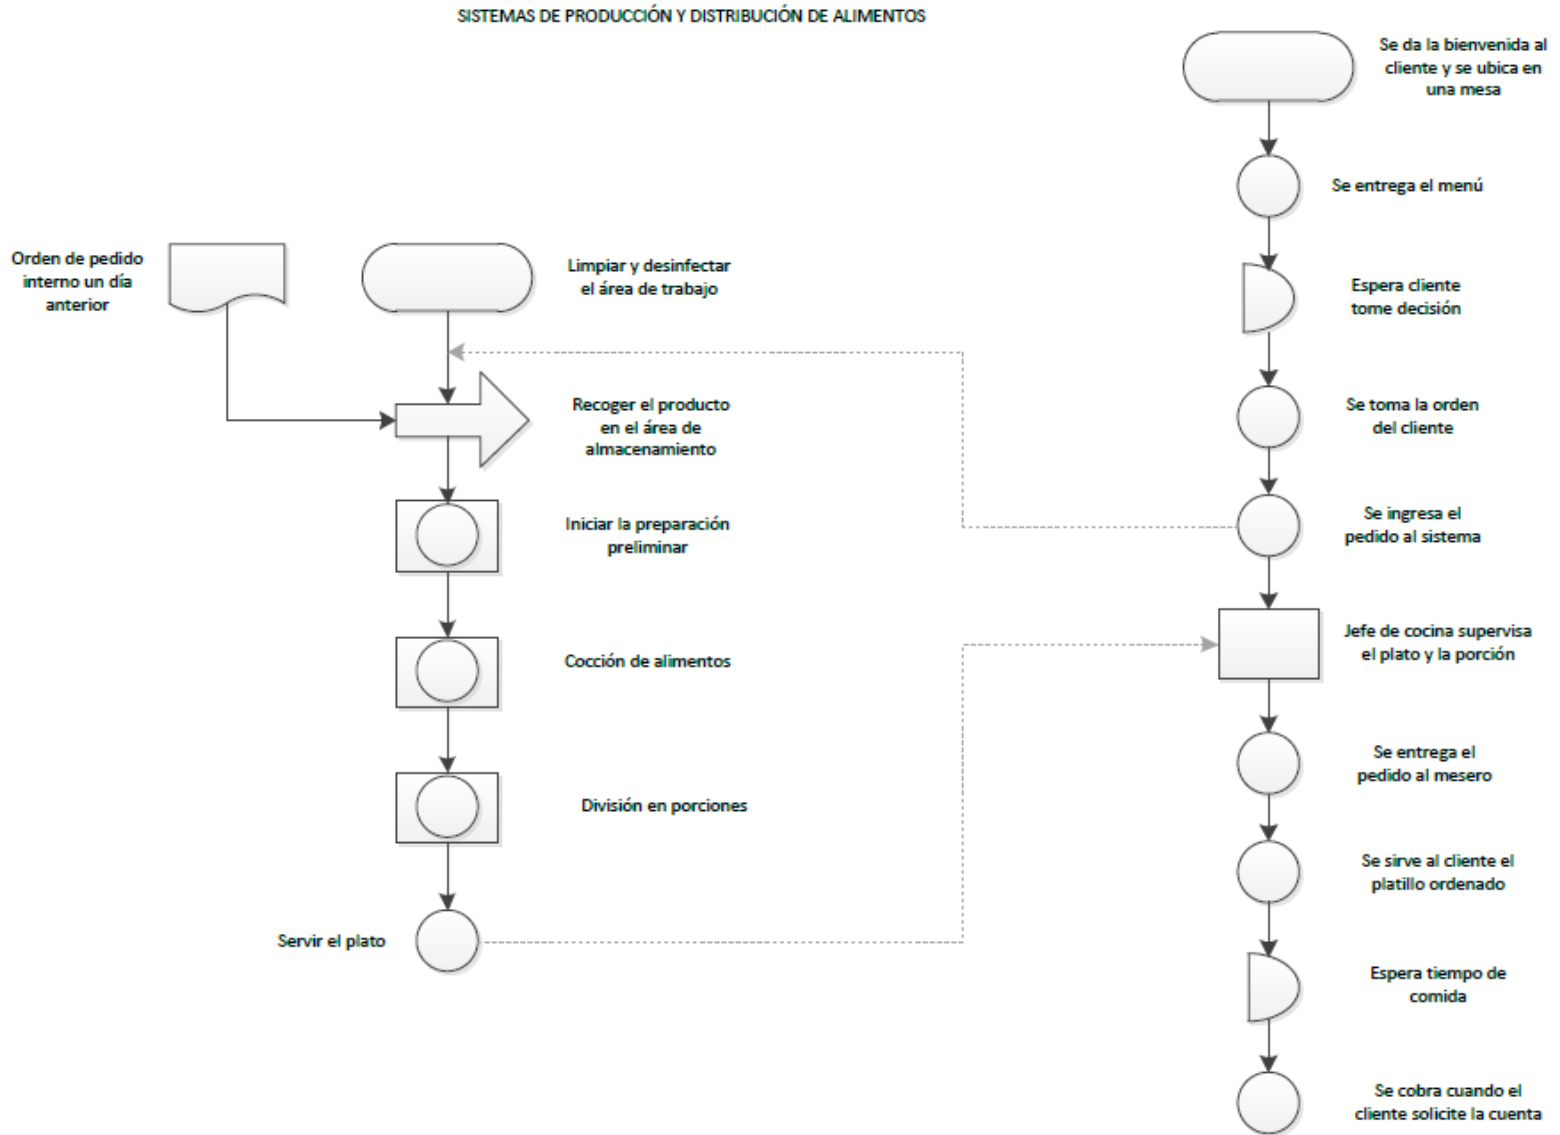 SISTEMAS DE PRODUCCIÓN Y DISTRIBUCIÓN DE ALIMENTOS
Orden de pedido
interno un día
anterior
Limpiar y desinfectar
el área de trabajo
Recoger el producto
en el área de
almacenamiento
Iniciar la preparación
preliminar
Cocción de alimentos
División en porciones
Servir el plato
Se da la bienvenida al
cliente y se ubica en
una mesa
Se entrega el menú
Espera cliente
tome decisión
Se toma la orden
del cliente
Se ingresa el
pedido al sistema
Jefe de cocina supervisa
el plato y la porción
Se entrega el
pedido al mesero
Se sirve al cliente el
platillo ordenado
Espera tiempo de
comida
Se cobra cuando el
cliente solicite la cuenta